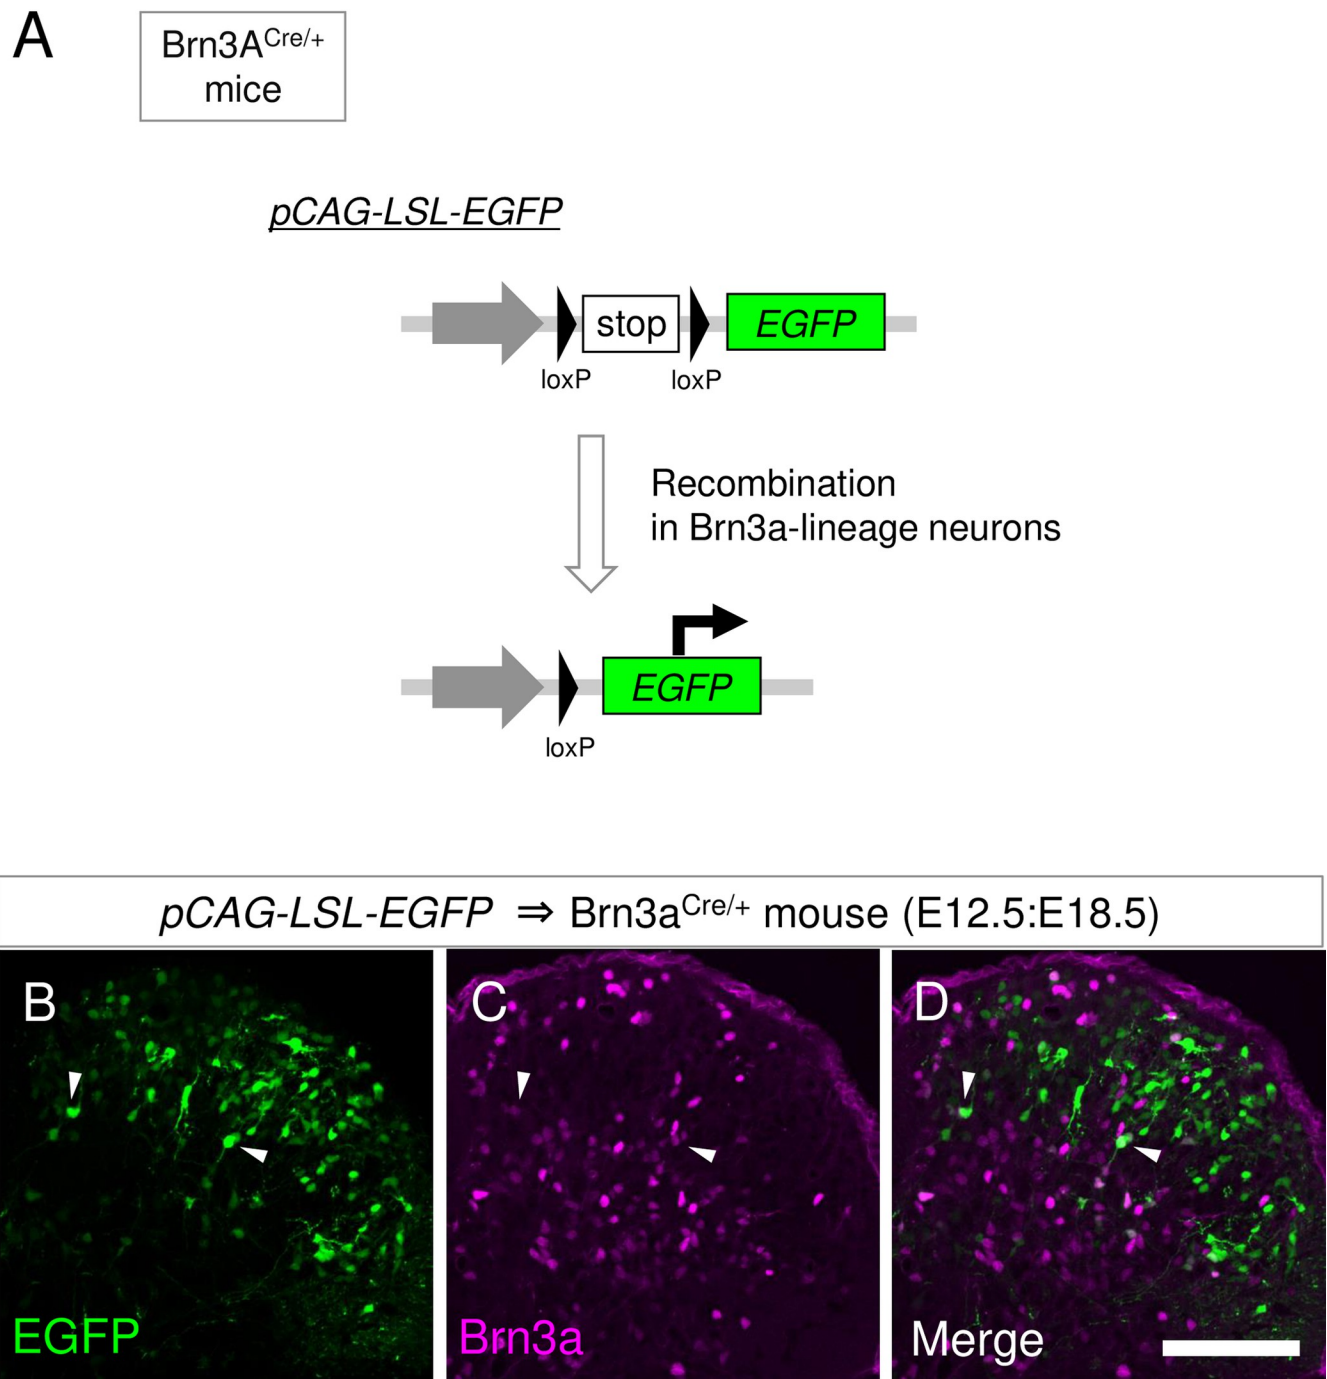 A
Brn3A^Cre/+
mice
pCAG-LSL-EGFP
stop
EGFP
loxP
loxP
Recombination
in Brn3a-lineage neurons
EGFP
loxP
pCAG-LSL-EGFP ⇒ Brn3a^Cre/+ mouse (E12.5:E18.5)
B
C
D
EGFP
Brn3a
Merge